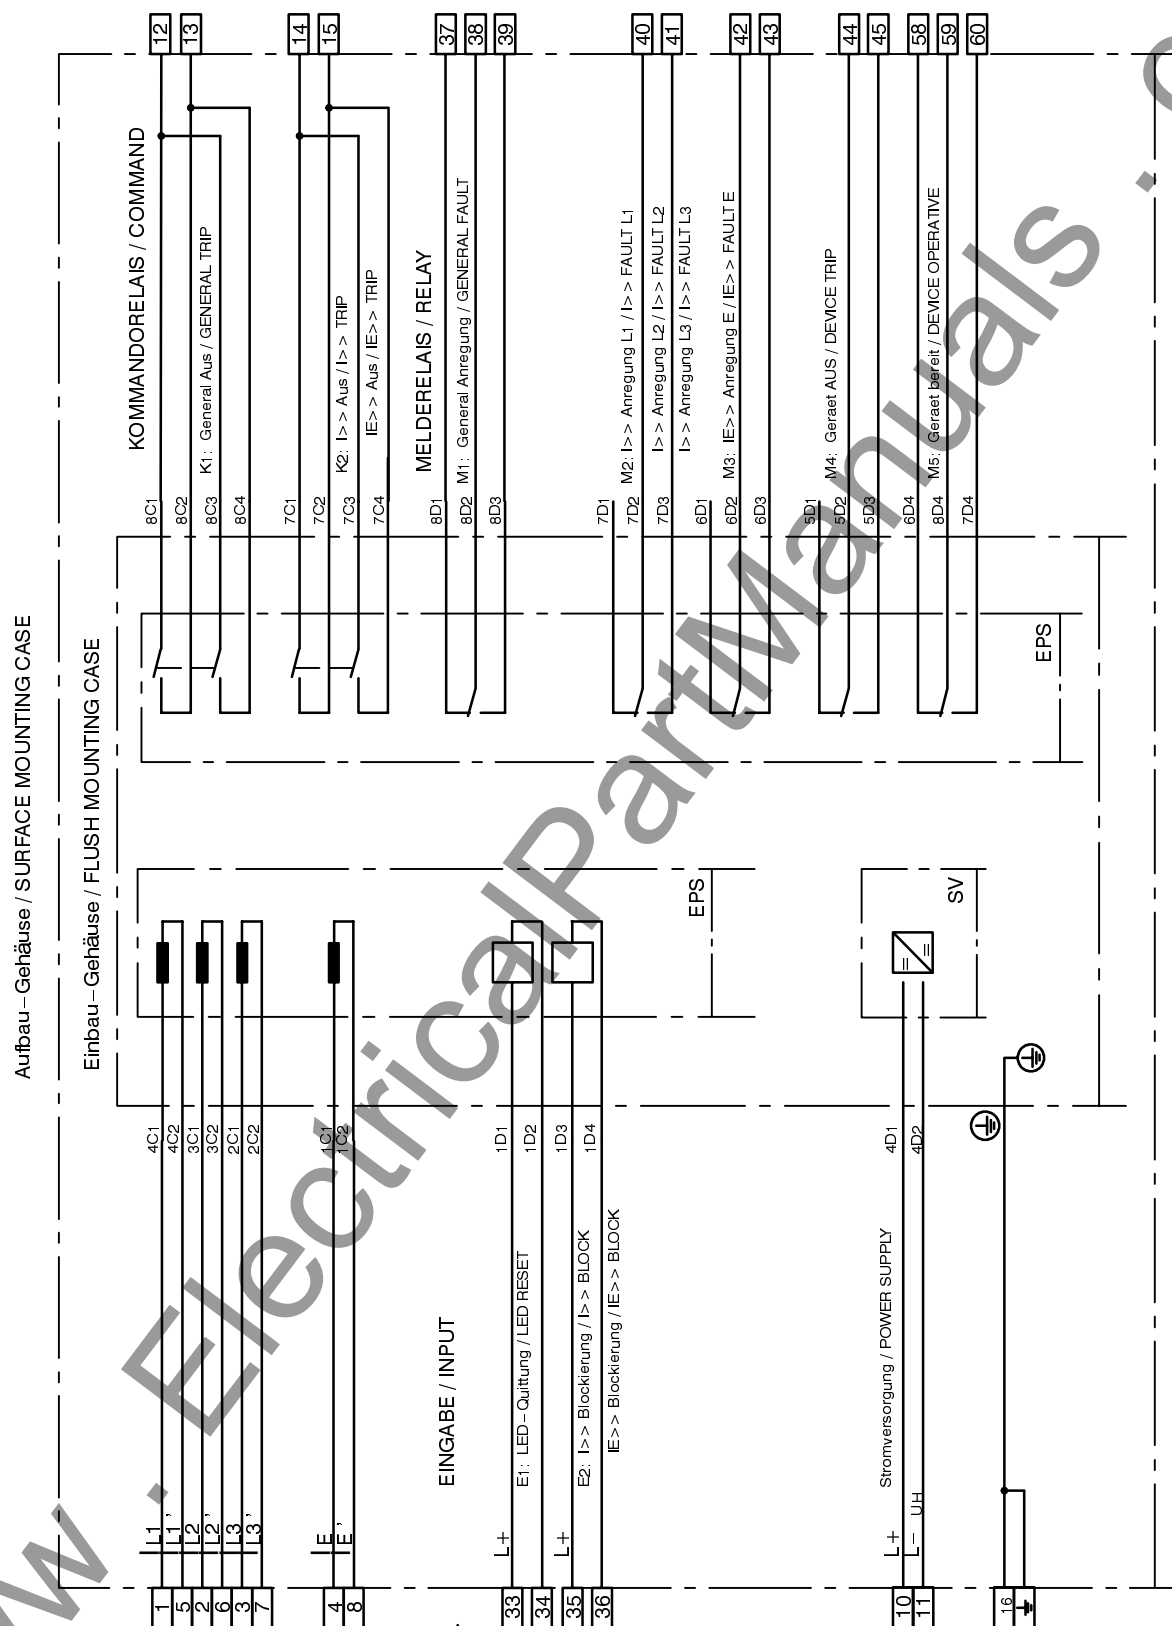 Aufbau–Gehäuse / SURFACE MOUNTING CASE
Einbau–Gehäuse / FLUSH MOUNTING CASE
KOMMANDORELAIS / COMMAND
K1: General Aus / GENERAL TRIP
K2: I>> Aus / I>> TRIP
IE>> Aus / IE>> TRIP
MELDERELAIS / RELAY
M1: General Anregung / GENERAL FAULT
M2: I>> Anregung L1 / I>> FAULT L1
I>> Anregung L2 / I>> FAULT L2
I>> Anregung L3 / I>> FAULT L3
M3: IE>> Anregung E / IE>> FAULT E
M4: Geraet AUS / DEVICE TRIP
M5: Geraet bereit / DEVICE OPERATIVE
12
13
14
15
37
38
39
40
41
42
43
44
45
58
59
60
8C1
8C2
8C3
8C4
7C1
7C2
7C3
7C4
8D1
8D2
8D3
7D1
7D2
7D3
6D1
6D2
6D3
5D1
5D2
5D3
6D4
8D4
7D4
EPS
EPS
SV
4C1
4C2
3C1
3C2
2C1
2C2
1C1
1C2
1D1
1D2
1D3
1D4
4D1
4D2
EINGABE / INPUT
E1: LED–Quittung / LED RESET
E2: I>> Blockierung / I>> BLOCK
IE>> Blockierung / IE>> BLOCK
Stromversorgung / POWER SUPPLY
L1
L1'
L2
L2'
L3
L3'
E
E'
L+
L+
L+
L– UH
1
5
2
6
3
7
4
8
33
34
35
36
10
11
16
w . ElectricalPartManuals . c